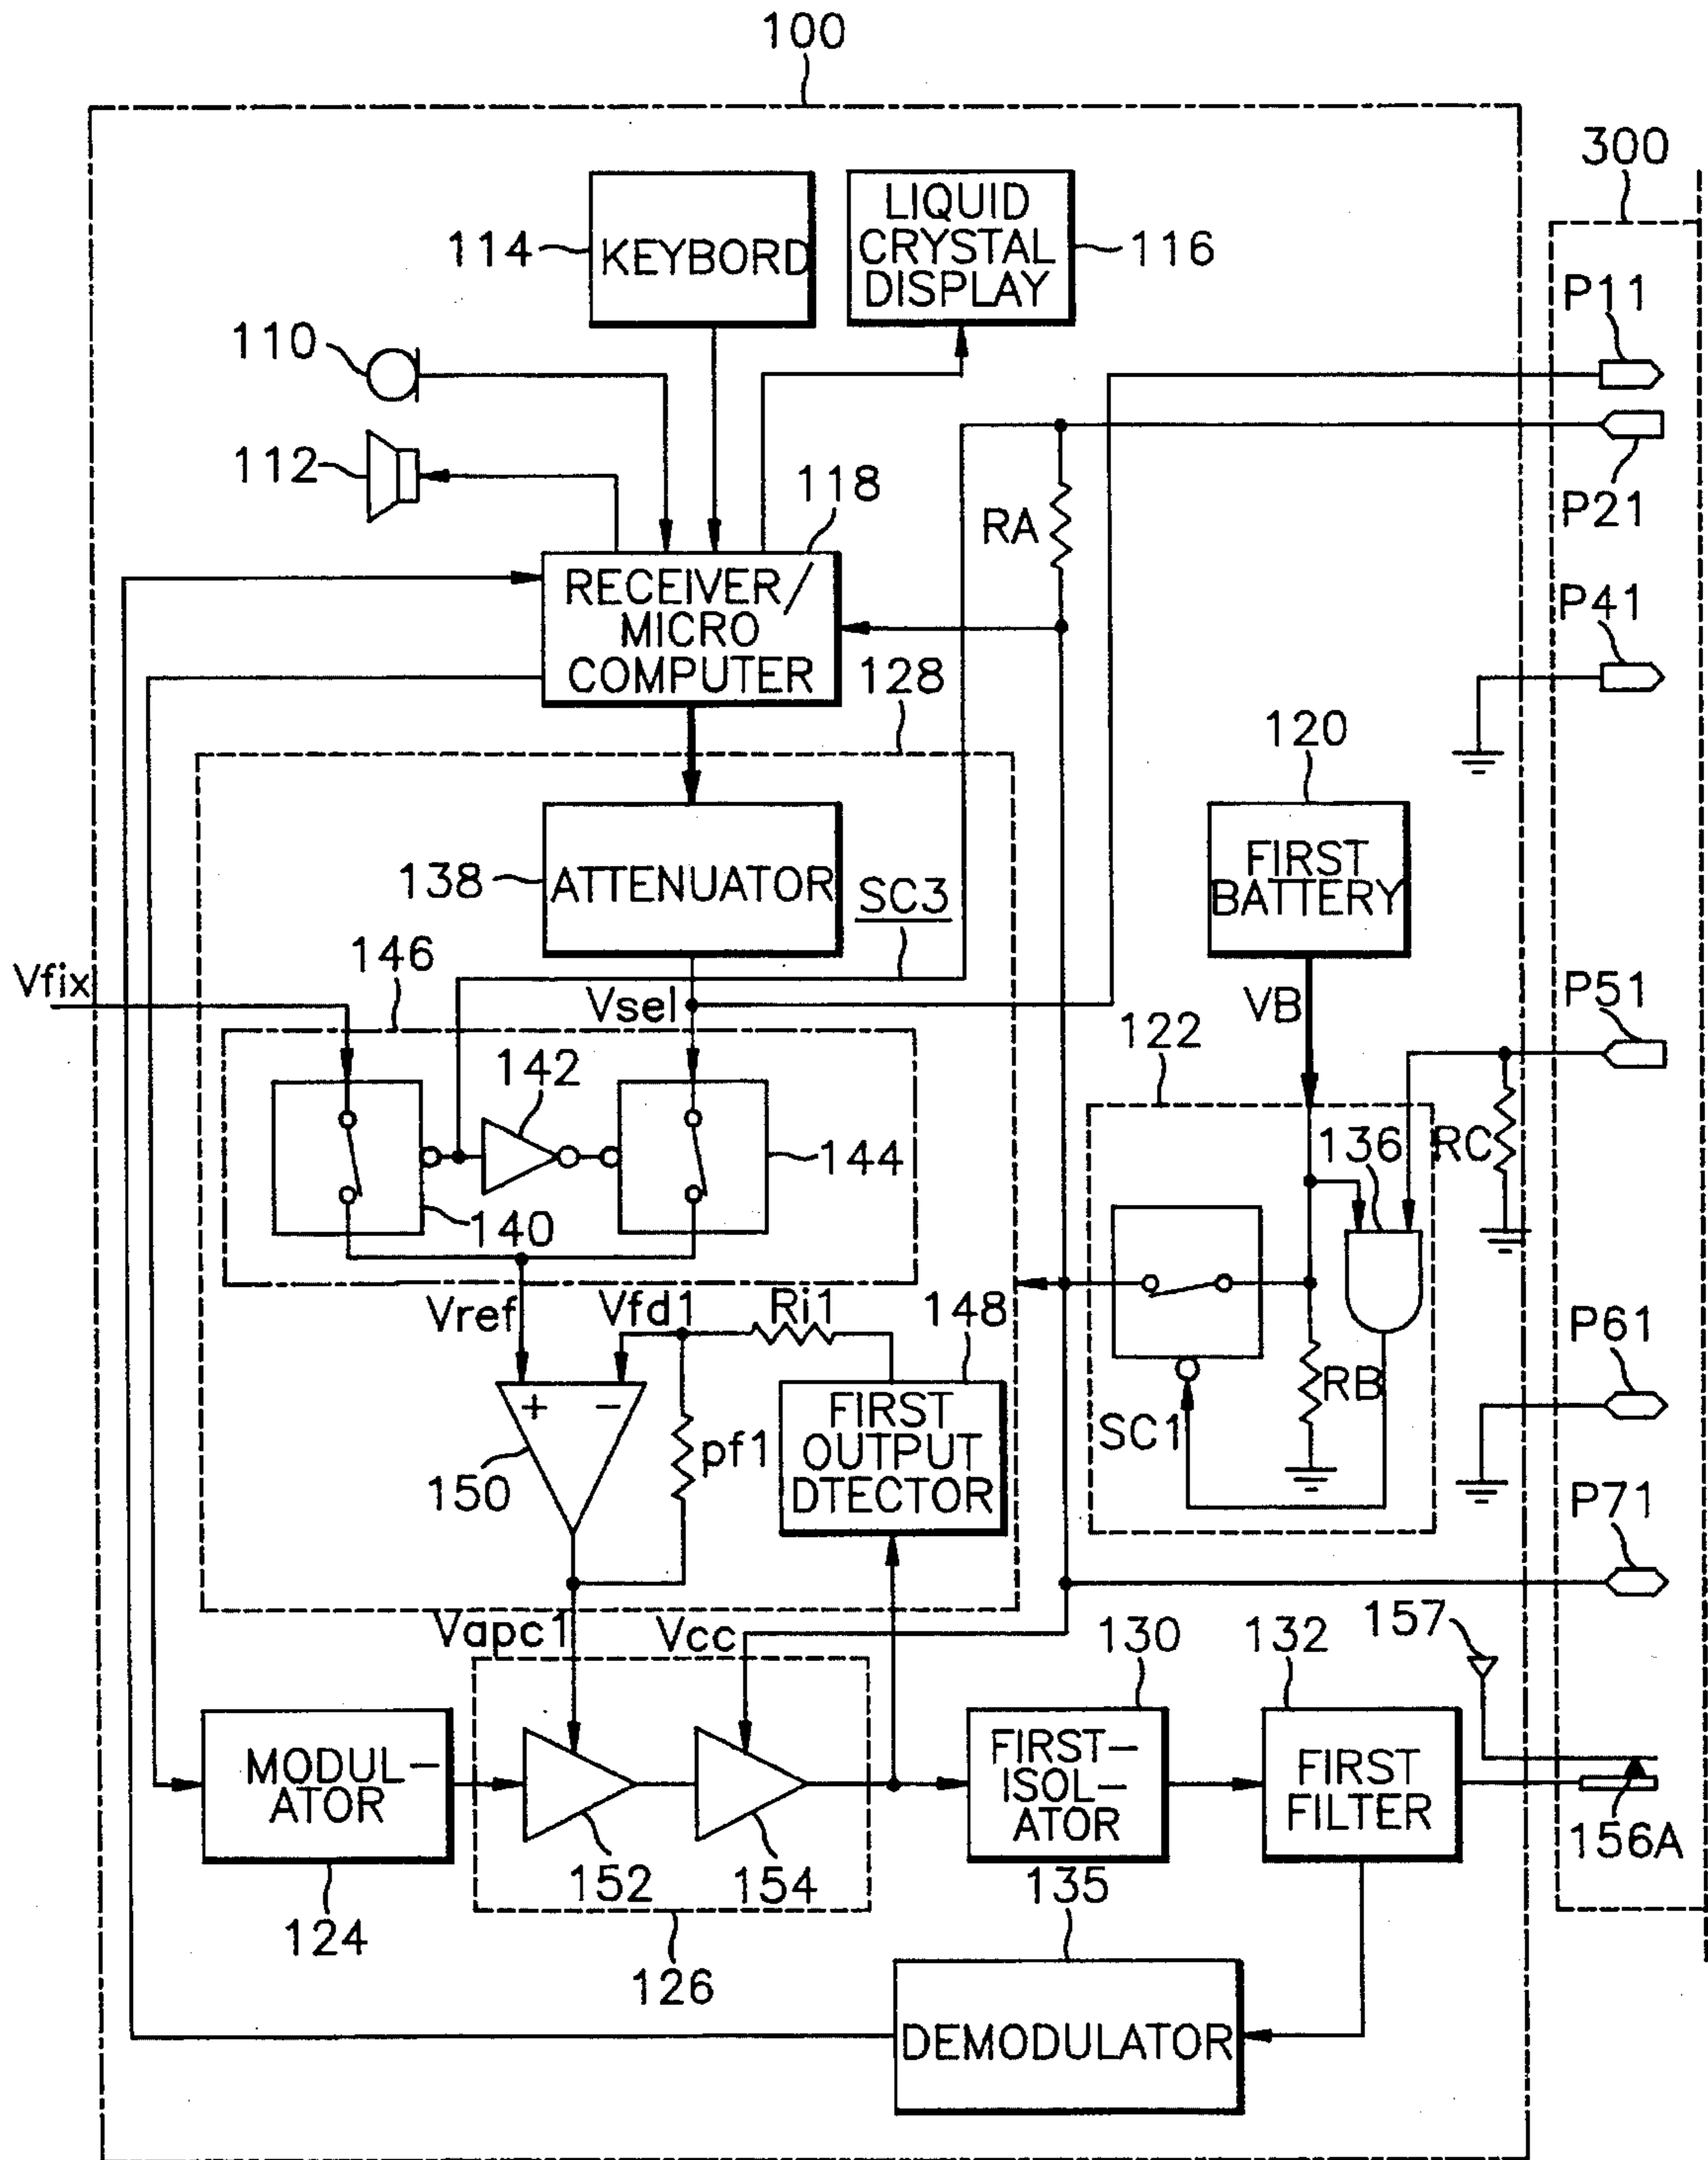 100
300
KEYBORD
114
LIQUID
CRYSTAL
DISPLAY
116
P11
110
112
118
RA
P21
RECEIVER/
MICRO
COMPUTER
P41
128
120
ATTENUATOR
138
SC3
FIRST
BATTERY
Vfix
146
Vsel
VB
P51
122
142
136
RC
144
140
Vref
Vfd1
Ri1
148
P61
+
-
FIRST
OUTPUT
DTECTOR
SC1
RB
150
pf1
P71
Vapc1
Vcc
130
132
157
MODUL-
ATOR
FIRST-
ISOL-
ATOR
FIRST
FILTER
156A
152
154
135
124
126
DEMODULATOR